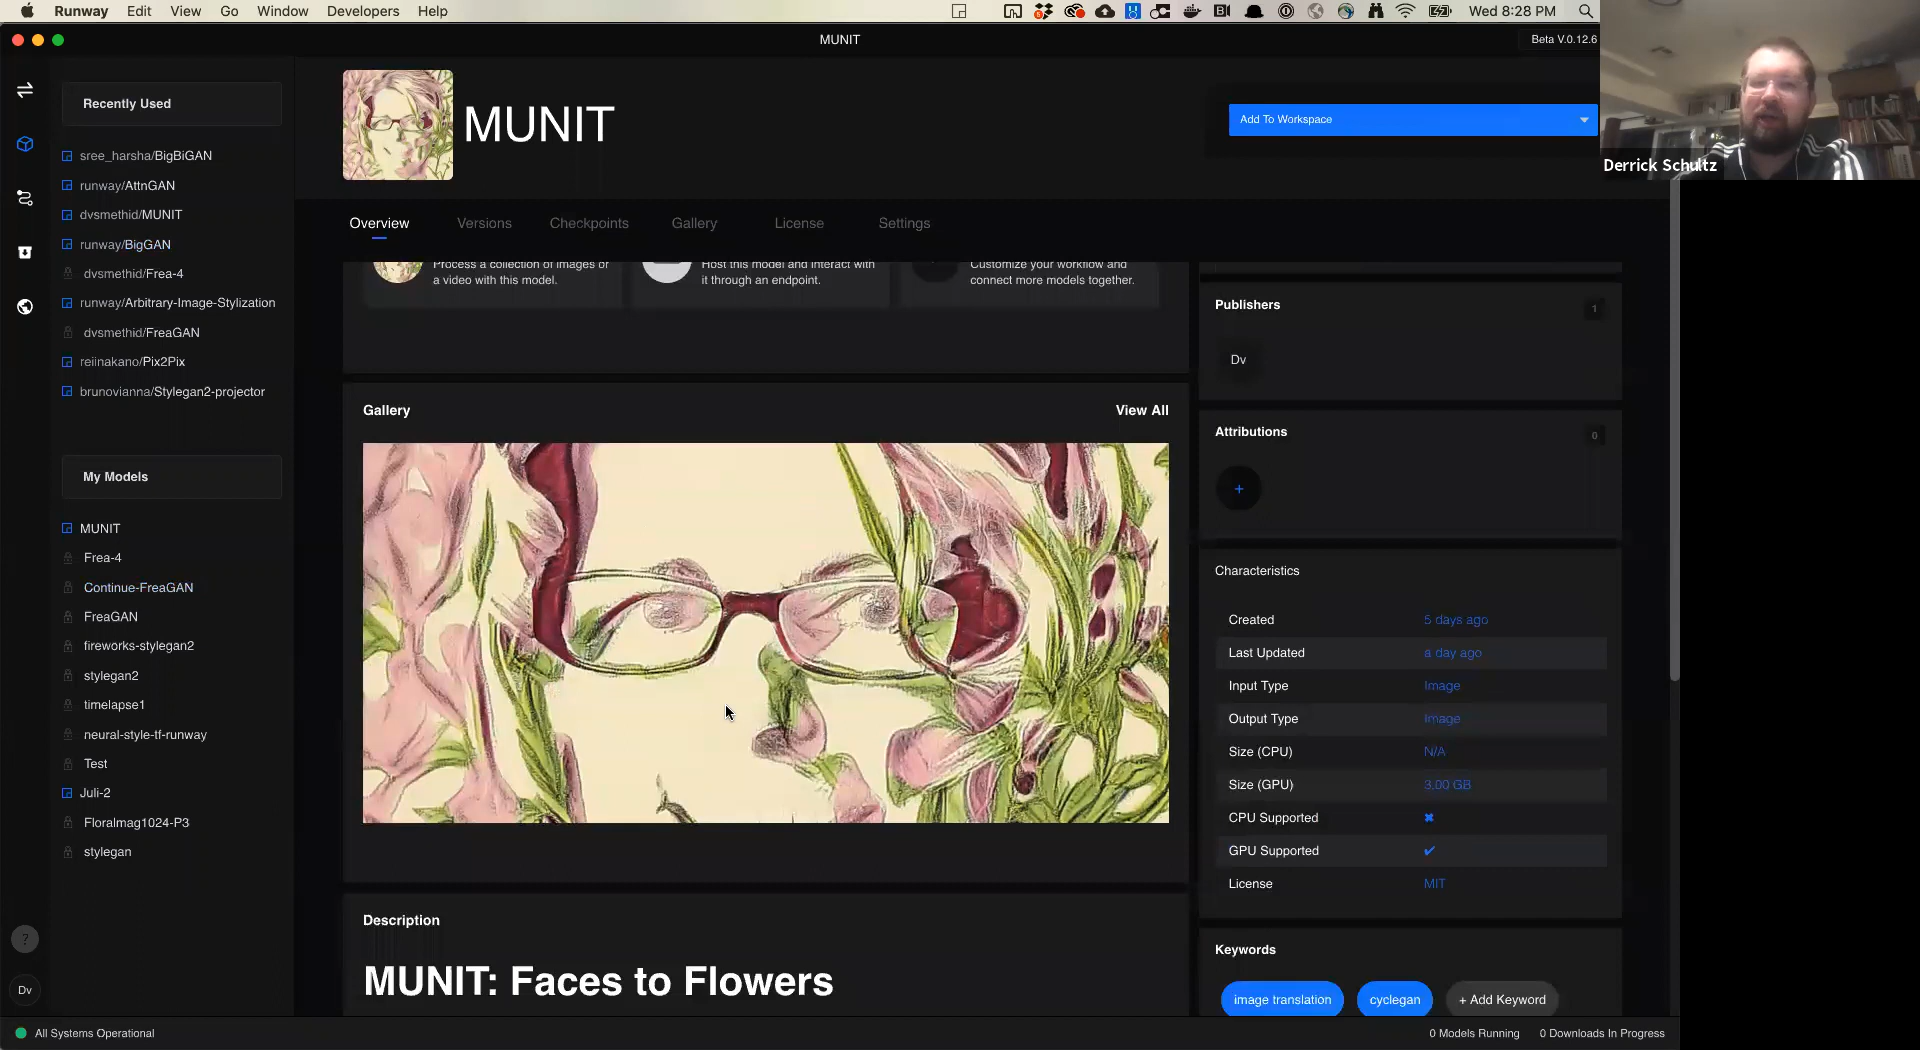 Runway Edit View Go Window Developers Help Wed 8:28 PM
MUNIT
Beta V.0.12.6
Derrick Schultz
Recently Used
sree_harsha/BigBiGAN
runway/AttnGAN
dvsmethid/MUNIT
runway/BigGAN
dvsmethid/Frea-4
runway/Arbitrary-Image-Stylization
dvsmethid/FreaGAN
reiinakano/Pix2Pix
brunovianna/Stylegan2-projector
My Models
MUNIT
Frea-4
Continue-FreaGAN
FreaGAN
fireworks-stylegan2
stylegan2
timelapse1
neural-style-tf-runway
Test
Juli-2
Floralmag1024-P3
stylegan
?
Dv
MUNIT
Add To Workspace
Overview Versions Checkpoints Gallery License Settings
Process a collection of images or
a video with this model.
Host this model and interact with
it through an endpoint.
Customize your workflow and
connect more models together.
Gallery View All
Description
MUNIT: Faces to Flowers
Publishers 1
Dv
Attributions 0
+
Characteristics
Created 5 days ago
Last Updated a day ago
Input Type Image
Output Type Image
Size (CPU) N/A
Size (GPU) 3.00 GB
CPU Supported ✖
GPU Supported ✔
License MIT
Keywords
image translation cyclegan + Add Keyword
All Systems Operational
0 Models Running 0 Downloads In Progress